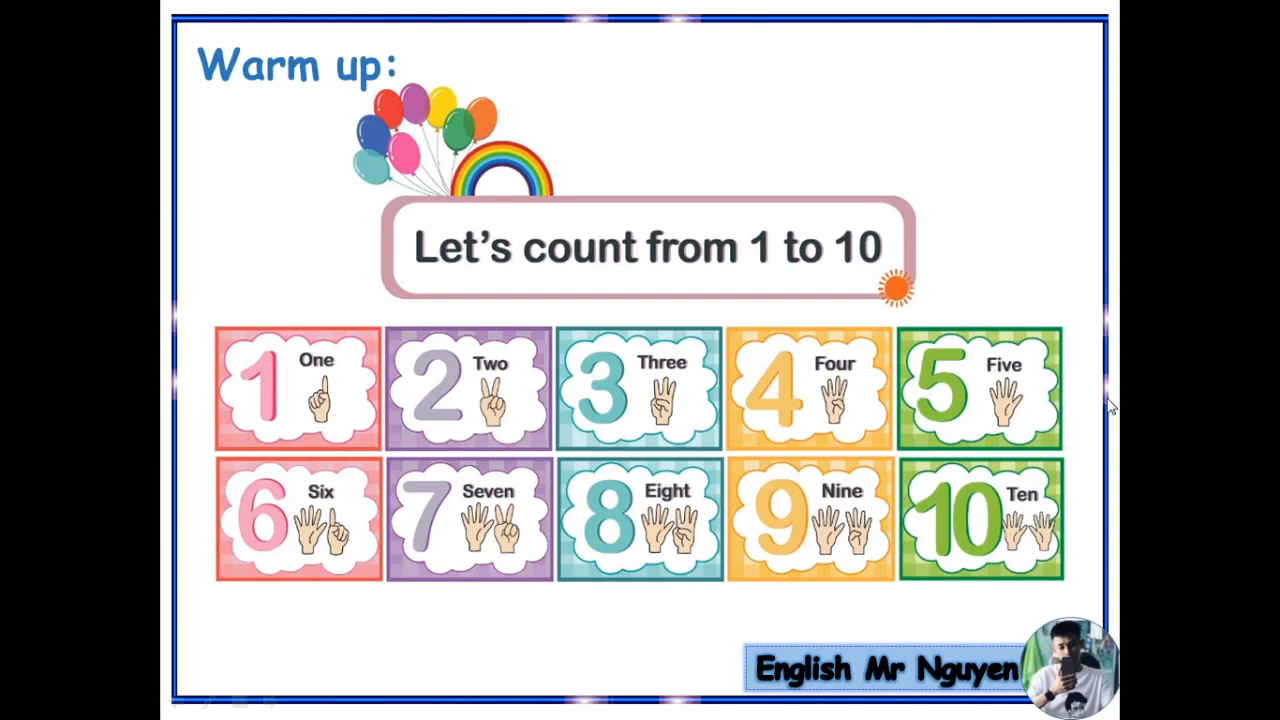 Warm up:
Let's count from 1 to 10
1 One
2 Two
3 Three
4 Four
5 Five
6 Six
7 Seven
8 Eight
9 Nine
10 Ten
English Mr Nguyen